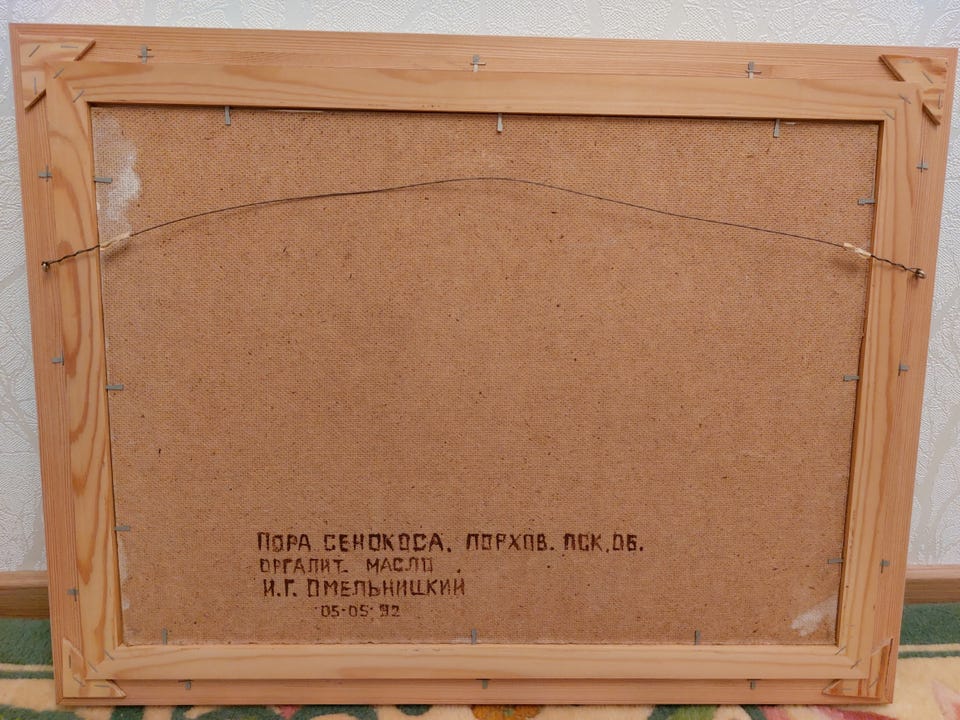 ПОРА СЕНОКОСА. ПОРХОВ. ПСК.ОБ.
ОРГАЛИТ. МАСЛО
И.Г. ОМЕЛЬНИЦКИЙ
05-05-92